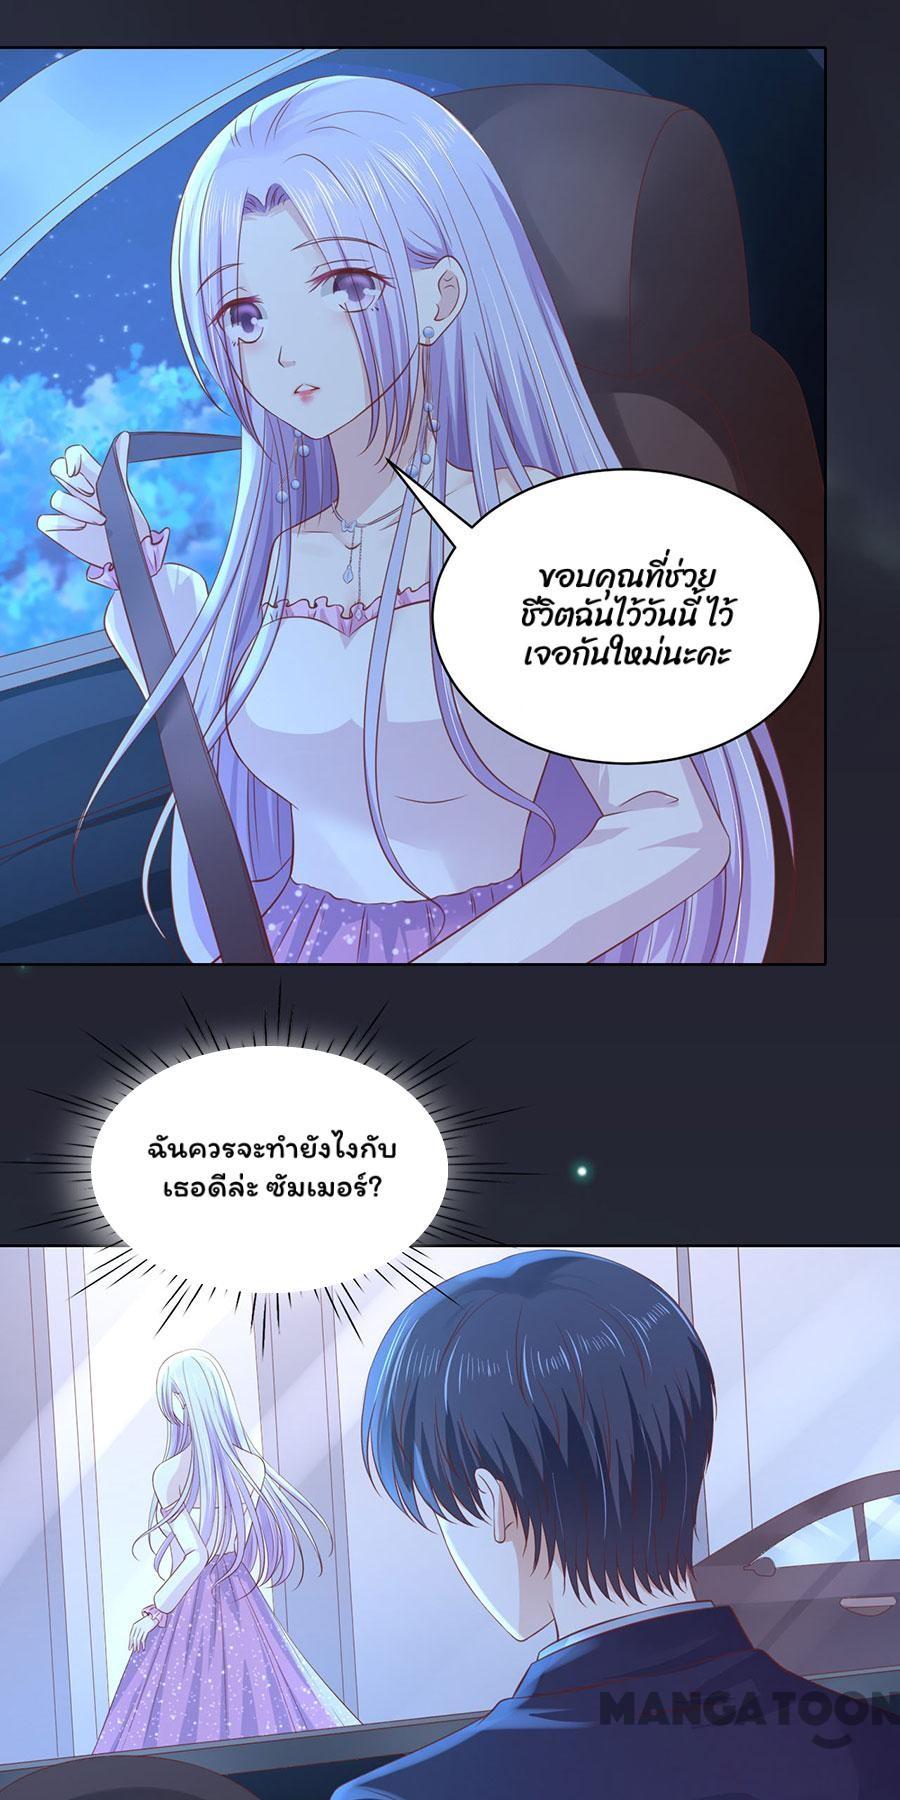 ขอบคุณที่ช่วย
ชีวิตฉันไว้วันนี้ ไว้
เจอกันใหม่นะคะ
ฉันควรจะทำยังไงกับ
เธอดีล่ะ ซัมเมอร์?
MANGATOON